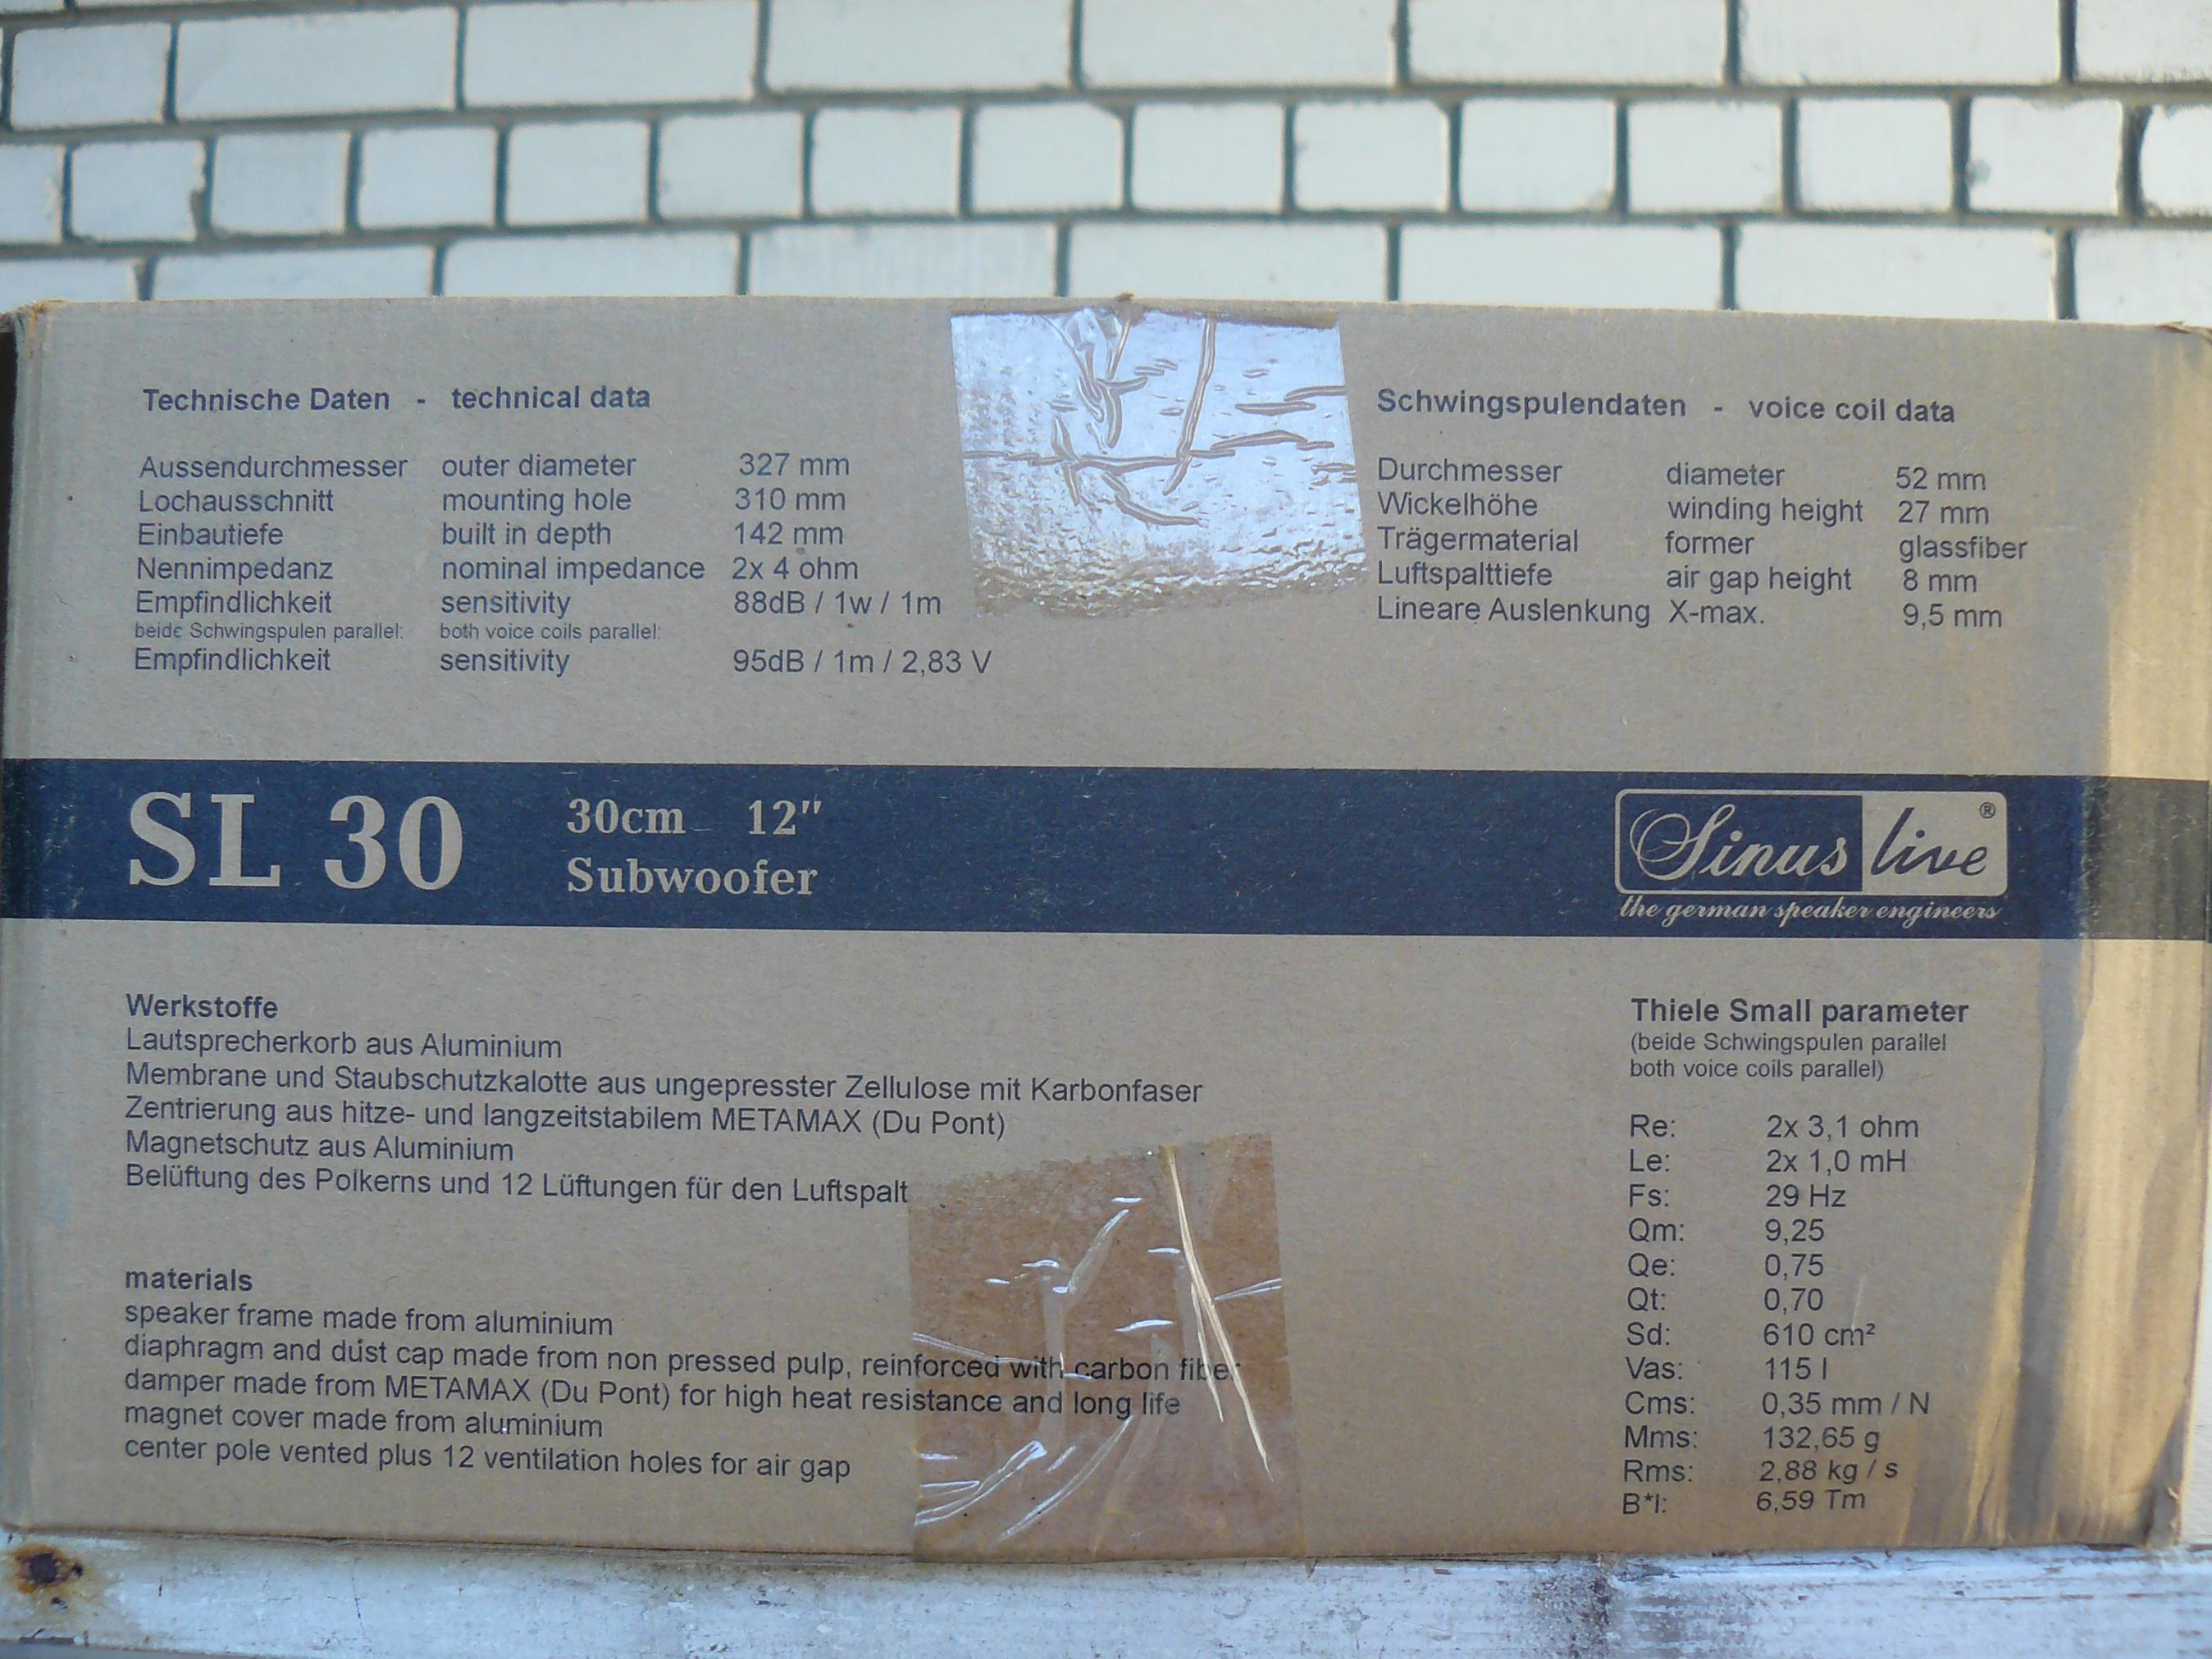 Technische Daten - technical data
Aussendurchmesser outer diameter 327 mm
Lochausschnitt mounting hole 310 mm
Einbautiefe built in depth 142 mm
Nennimpedanz nominal impedance 2x 4 ohm
Empfindlichkeit sensitivity 88dB / 1w / 1m
beide Schwingspulen parallel: both voice coils parallel:
Empfindlichkeit sensitivity 95dB / 1m / 2,83 V
Schwingspulendaten - voice coil data
Durchmesser diameter 52 mm
Wickelhöhe winding height 27 mm
Trägermaterial former glassfiber
Luftspalttiefe air gap height 8 mm
Lineare Auslenkung X-max. 9,5 mm
SL 30
30cm 12"
Subwoofer
Sinus live ®
the german speaker engineers
Werkstoffe
Lautsprecherkorb aus Aluminium
Membrane und Staubschutzkalotte aus ungepresster Zellulose mit Karbonfaser
Zentrierung aus hitze- und langzeitstabilem METAMAX (Du Pont)
Magnetschutz aus Aluminium
Belüftung des Polkerns und 12 Lüftungen für den Luftspalt
materials
speaker frame made from aluminium
diaphragm and dust cap made from non pressed pulp, reinforced with carbon fiber
damper made from METAMAX (Du Pont) for high heat resistance and long life
magnet cover made from aluminium
center pole vented plus 12 ventilation holes for air gap
Thiele Small parameter
(beide Schwingspulen parallel
both voice coils parallel)
Re: 2x 3,1 ohm
Le: 2x 1,0 mH
Fs: 29 Hz
Qm: 9,25
Qe: 0,75
Qt: 0,70
Sd: 610 cm²
Vas: 115 l
Cms: 0,35 mm / N
Mms: 132,65 g
Rms: 2,88 kg / s
B*l: 6,59 Tm